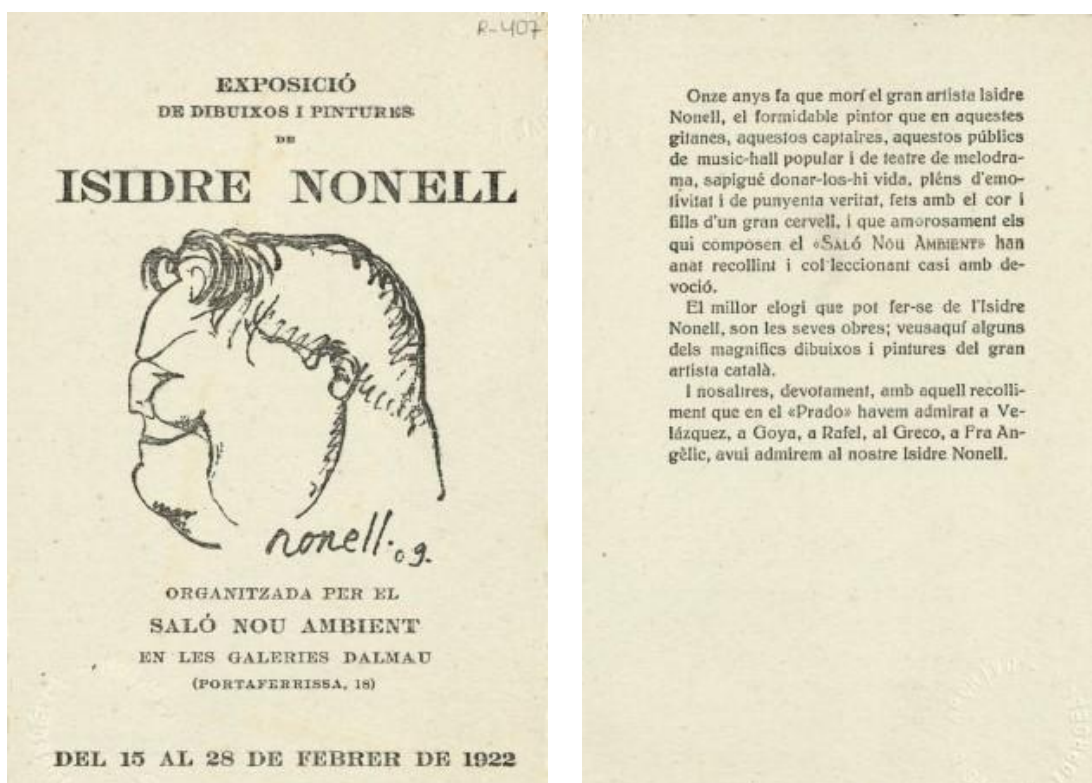 R-407
EXPOSICIÓ
DE DIBUIXOS I PINTURES
DE
ISIDRE NONELL
nonell.09.
ORGANITZADA PER EL
SALÓ NOU AMBIENT
EN LES GALERIES DALMAU
(PORTAFERRISSA, 18)
DEL 15 AL 28 DE FEBRER DE 1922
Onze anys fa que morí el gran artista Isidre
Nonell, el formidable pintor que en aquestes
gitanes, aquestos captaires, aquestos públics
de music-hall popular i de teatre de melodra-
ma, sapigué donar-los-hi vida, pléns d'emo-
tivitat i de punyenta veritat, fets amb el cor i
fills d'un gran cervell, i que amorosament els
qui composen el «SALÓ NOU AMBIENT» han
anat recollint i col·leccionant casi amb de-
voció.
El millor elogi que pot fer-se de l'Isidre
Nonell, son les seves obres; veusaquí alguns
dels magnífics dibuixos i pintures del gran
artista català.
I nosaltres, devotament, amb aquell recolli-
ment que en el «Prado» havem admirat a Ve-
lázquez, a Goya, a Rafel, al Greco, a Fra An-
gèlic, avui admirem al nostre Isidre Nonell.